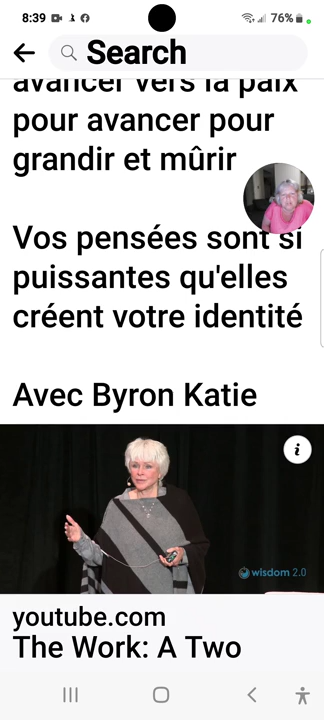 8:39
76%
Search
avancer vers la paix
pour avancer pour
grandir et mûrir
Vos pensées sont si
puissantes qu'elles
créent votre identité
Avec Byron Katie
i
wisdom 2.0
youtube.com
The Work: A Two